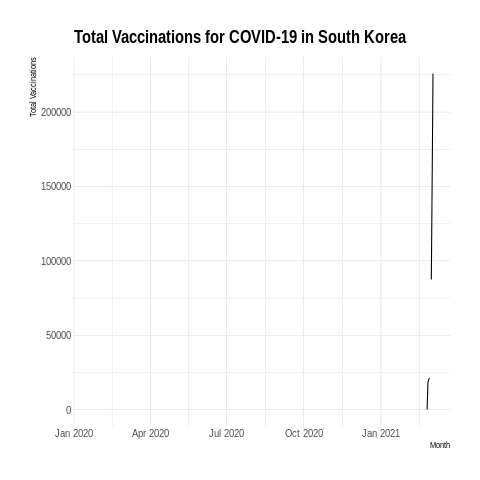 Total Vaccinations for COVID-19 in South Korea
Total Vaccinations
200000
150000
100000
50000
0
Jan 2020 Apr 2020 Jul 2020 Oct 2020 Jan 2021
Month